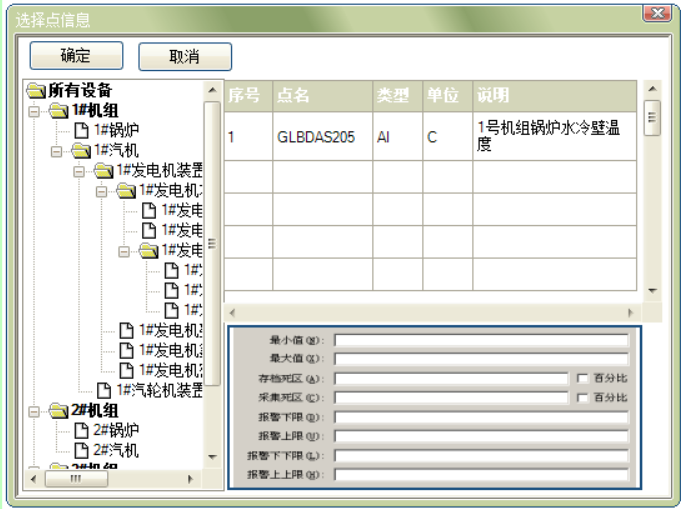 选择点信息
确定
取消
所有设备
1#机组
1#锅炉
1#汽机
1#发电机装置
1#发电机
1#发电
1#发电
1#发电
1#
1#
1#
1#发电机
1#发电机
1#发电机
1#汽轮机装置
2#机组
2#锅炉
2#汽机
序号 点名 类型 单位 说明
1 GLBDAS205 AI C 1号机组锅炉水冷壁温
度
最小值(N):
最大值(X):
存档死区(A): 百分比
采集死区(C): 百分比
报警下限(D):
报警上限(U):
报警下下限(L):
报警上上限(H):